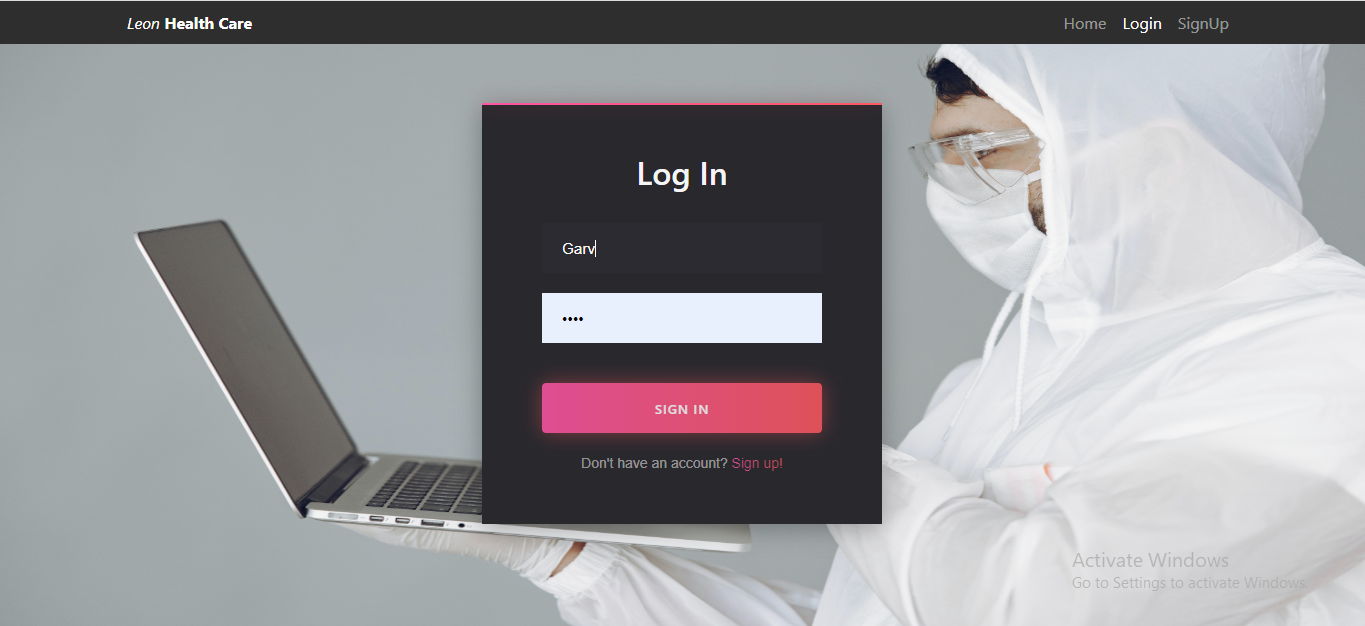 Leon Health Care
Home Login SignUp
Log In
Garv
••••
SIGN IN
Don't have an account? Sign up!
Activate Windows
Go to Settings to activate Windows.